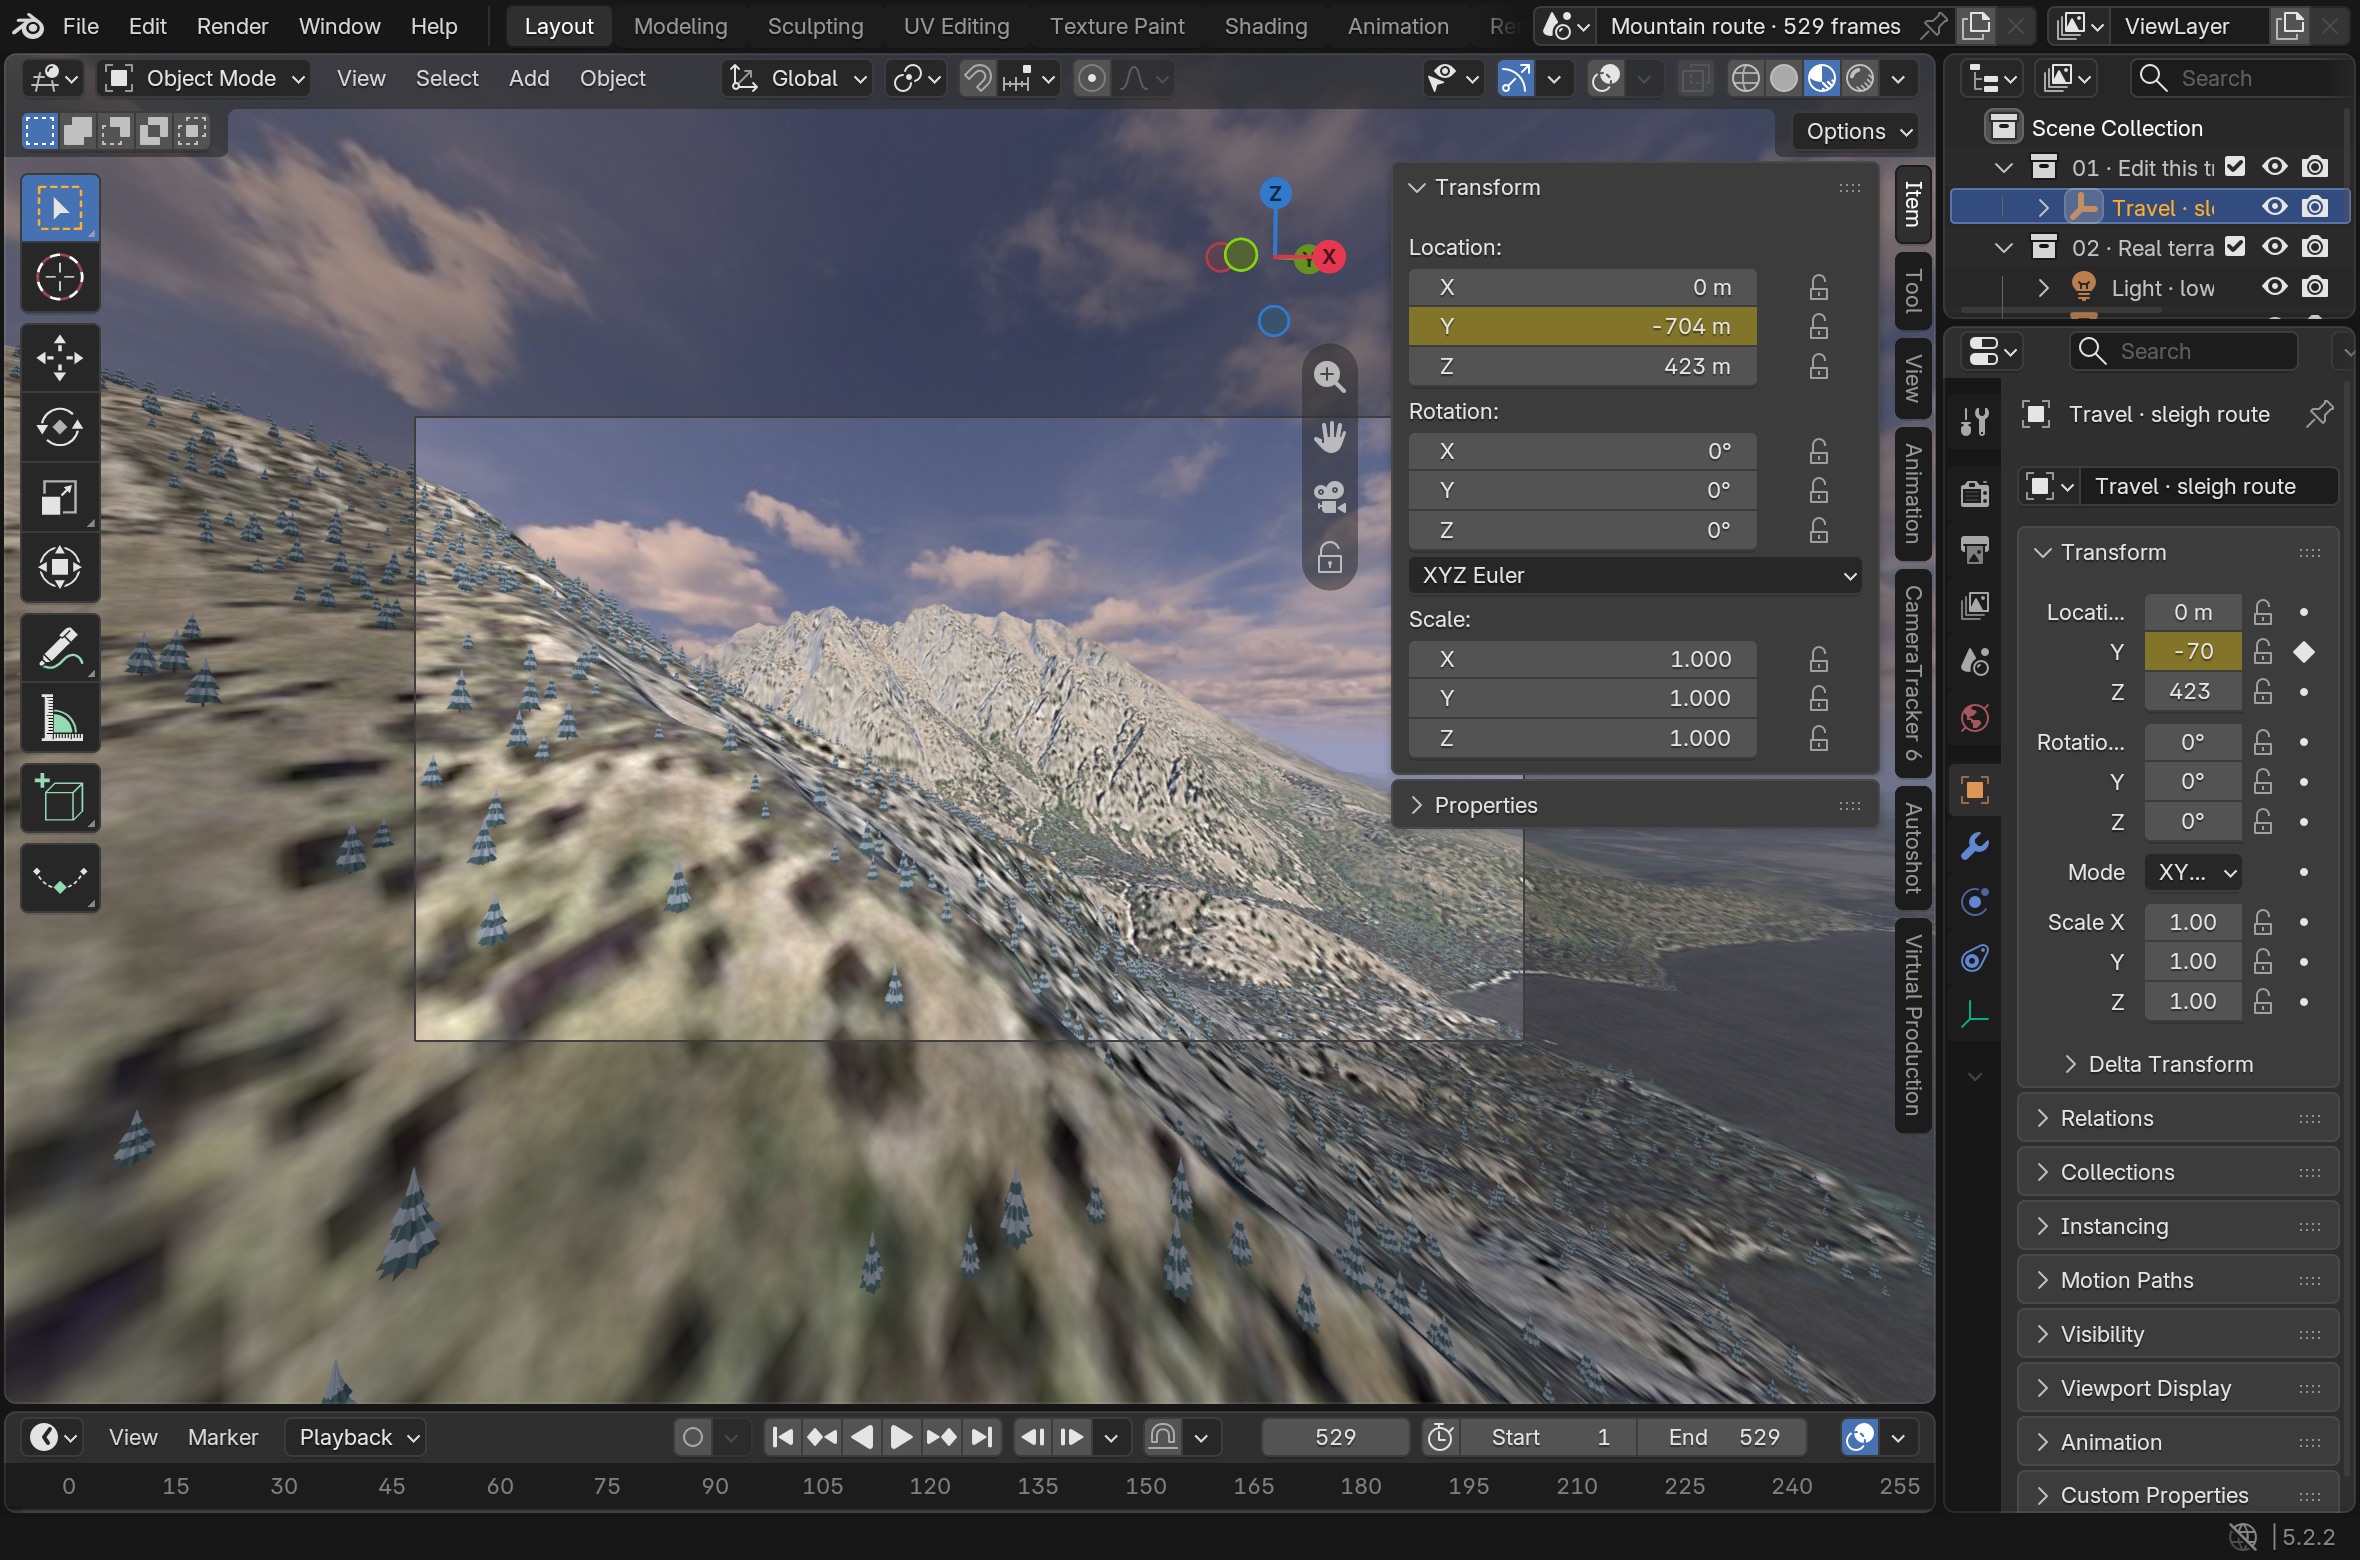 File Edit Render Window Help Layout Modeling Sculpting UV Editing Texture Paint Shading Animation Mountain route · 529 frames ViewLayer
Object Mode View Select Add Object Global
Options
Z
Y X
Transform
Location:
X 0 m
Y -704 m
Z 423 m
Rotation:
X 0°
Y 0°
Z 0°
XYZ Euler
Scale:
X 1.000
Y 1.000
Z 1.000
Properties
Item
Tool
View
Animation
CameraTracker 6
Autoshot
Virtual Production
Search
Scene Collection
01 · Edit this
Travel ·
02 · Real
Light · low
Search
Travel · sleigh route
Travel · sleigh route
Transform
Locati... 0 m
Y -70
Z 423
Rotatio... 0°
Y 0°
Z 0°
Mode XY...
Scale X 1.00
Y 1.00
Z 1.00
Delta Transform
Relations
Collections
Instancing
Motion Paths
Visibility
Viewport Display
Animation
Custom Properties
View Marker Playback 529 Start 1 End 529
0 15 30 45 60 75 90 105 120 135 150 165 180 195 210 225 240 255
5.2.2